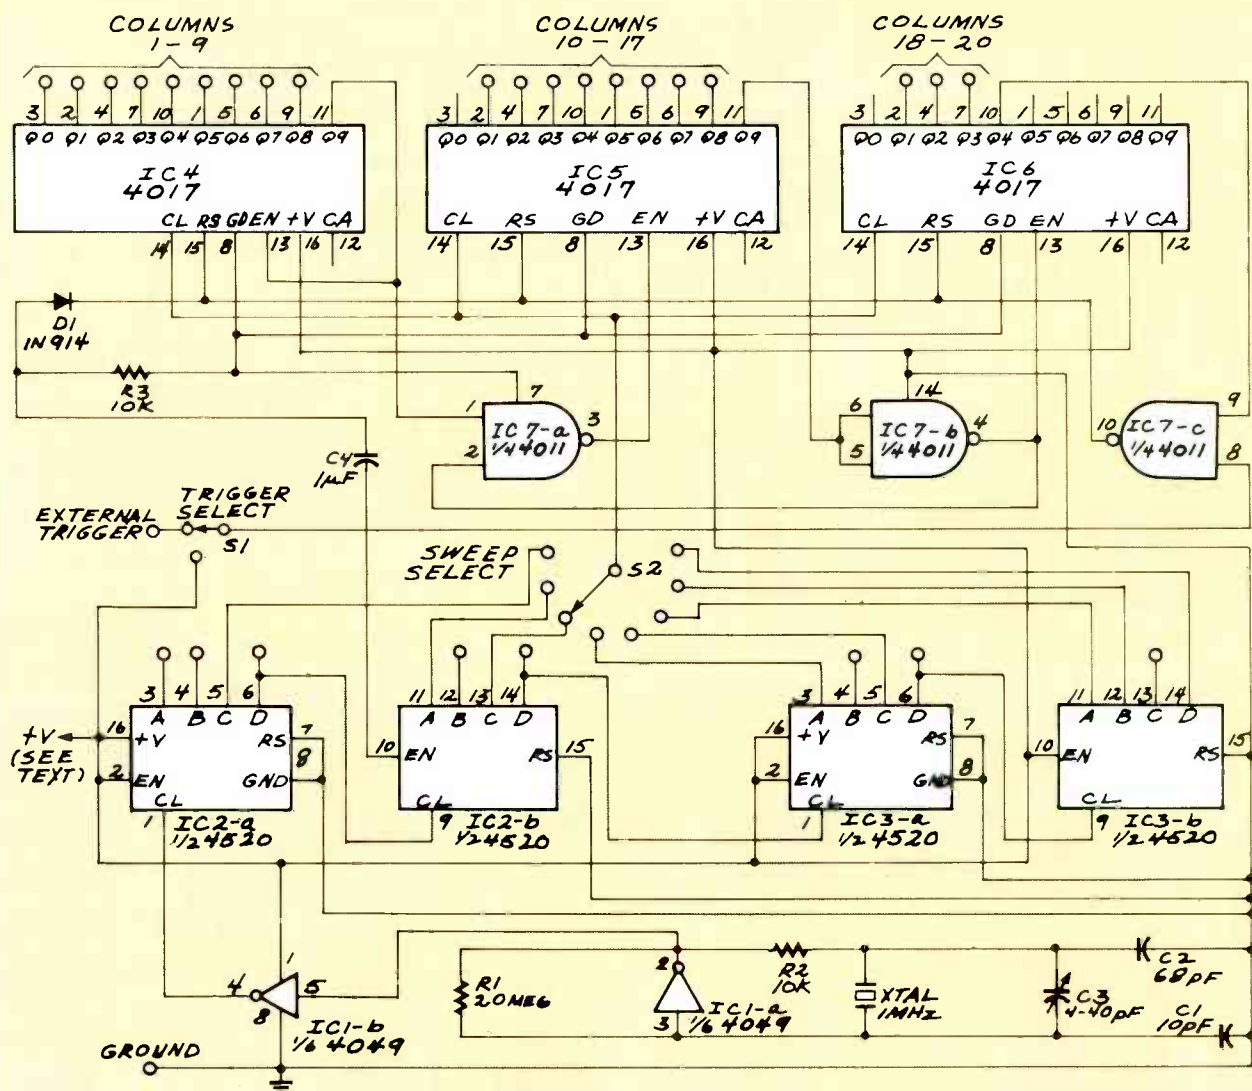 COLUMNS
1-9
COLUMNS
10-17
COLUMNS
18-20
3 2 4 7 10 1 5 6 9 11
Q0 Q1 Q2 Q3 Q4 Q5 Q6 Q7 Q8 Q9
IC4
4017
CL RS GD EN +V CA
14 15 8 13 16 12
3 2 4 7 10 1 5 6 9 11
Q0 Q1 Q2 Q3 Q4 Q5 Q6 Q7 Q8 Q9
IC5
4017
CL RS GD EN +V CA
14 15 8 13 16 12
3 2 4 7 10 1 5 6 9 11
Q0 Q1 Q2 Q3 Q4 Q5 Q6 Q7 Q8 Q9
IC6
4017
CL RS GD EN +V CA
14 15 8 13 16 12
D1
1N914
R3
10K
C4
1µF
1
2
7
3
IC7-a
1/4 4011
6
5
14
4
IC7-b
1/4 4011
10
9
8
IC7-c
1/4 4011
EXTERNAL
TRIGGER
TRIGGER
SELECT
S1
SWEEP
SELECT
S2
+V
(SEE
TEXT)
3 4 5 6
A B C D
16 +V RS 7
2 EN GND 8
CL
1
IC2-a
1/2 4520
11 12 13 14
A B C D
10 EN RS 15
CL
9
IC2-b
1/2 4520
3 4 5 6
A B C D
16 +V RS 7
2 EN GND 8
CL
1
IC3-a
1/2 4520
11 12 13 14
A B C D
10 EN RS 15
CL
9
IC3-b
1/2 4520
1
4
5
8
IC1-b
1/6 4049
GROUND
R1
20MEG
2
3
IC1-a
1/6 4049
R2
10K
XTAL
1MHz
C3
4-40pF
C2
68pF
C1
10pF